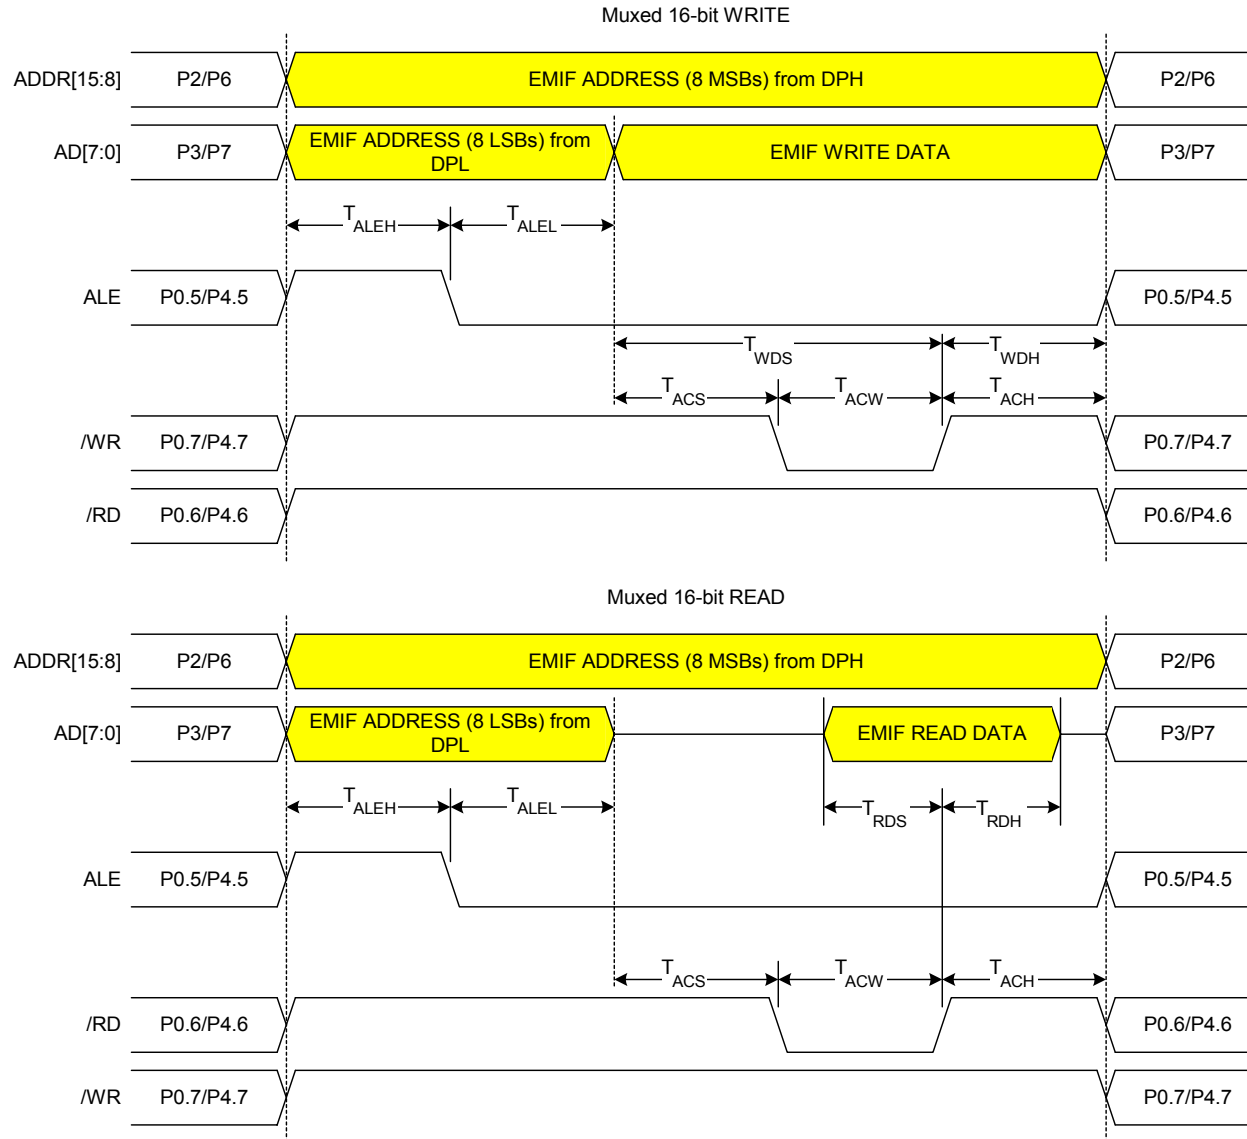 Muxed 16-bit WRITE
ADDR[15:8] P2/P6 EMIF ADDRESS (8 MSBs) from DPH P2/P6
AD[7:0] P3/P7 EMIF ADDRESS (8 LSBs) from DPL EMIF WRITE DATA P3/P7
TALEH TALEL
ALE P0.5/P4.5 P0.5/P4.5
TWDS TWDH
TACS TACW TACH
/WR P0.7/P4.7 P0.7/P4.7
/RD P0.6/P4.6 P0.6/P4.6
Muxed 16-bit READ
ADDR[15:8] P2/P6 EMIF ADDRESS (8 MSBs) from DPH P2/P6
AD[7:0] P3/P7 EMIF ADDRESS (8 LSBs) from DPL EMIF READ DATA P3/P7
TALEH TALEL TRDS TRDH
ALE P0.5/P4.5 P0.5/P4.5
TACS TACW TACH
/RD P0.6/P4.6 P0.6/P4.6
/WR P0.7/P4.7 P0.7/P4.7